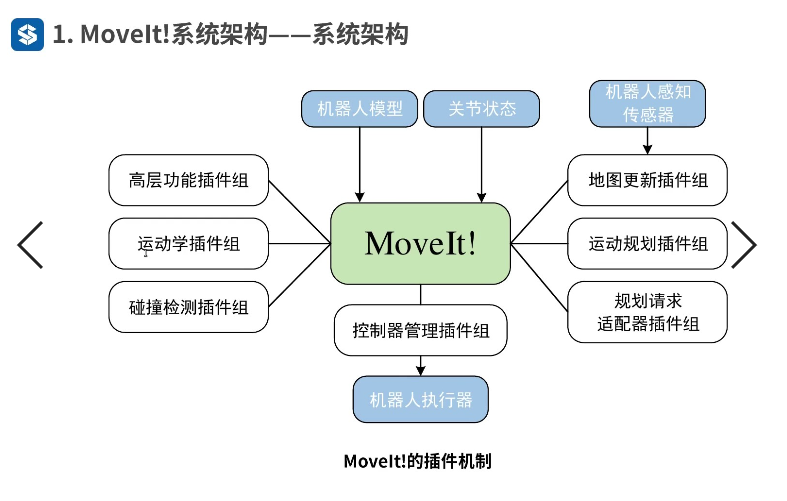 1. MoveIt!系统架构——系统架构
机器人模型
关节状态
机器人感知
传感器
高层功能插件组
地图更新插件组
运动学插件组
MoveIt!
运动规划插件组
碰撞检测插件组
规划请求
适配器插件组
控制器管理插件组
机器人执行器
MoveIt!的插件机制